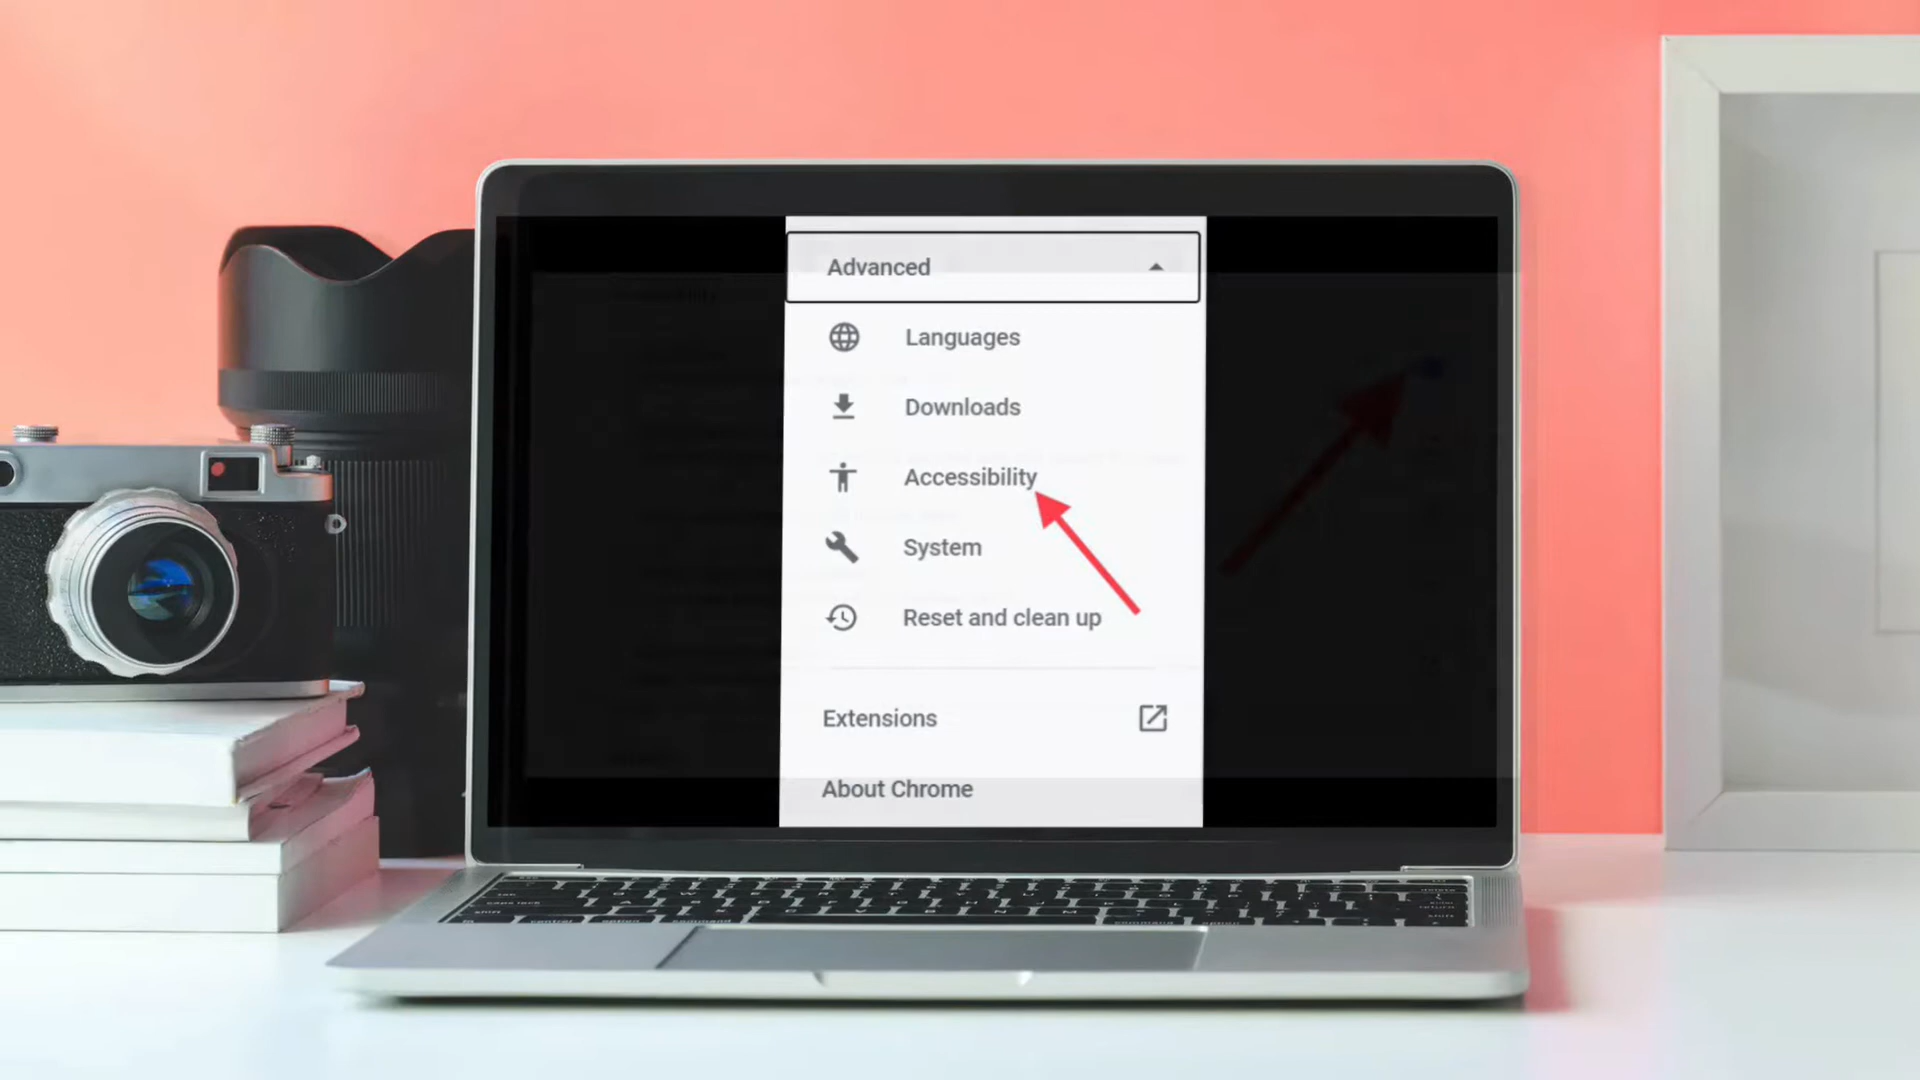 Advanced
Languages
Downloads
Accessibility
System
Reset and clean up
Extensions
About Chrome